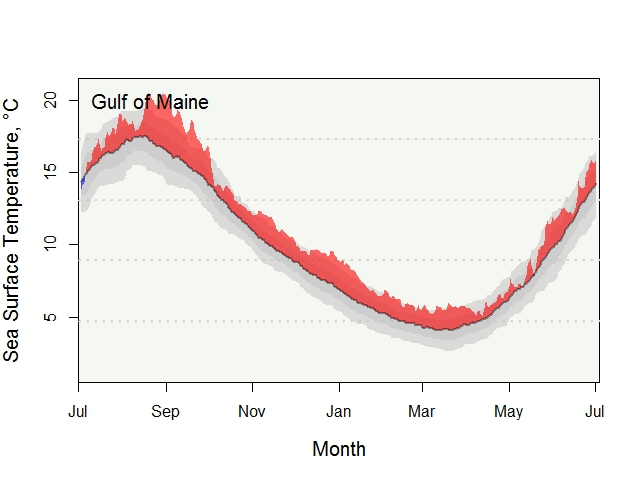 Gulf of Maine
Sea Surface Temperature, °C
20
15
10
5
Jul Sep Nov Jan Mar May Jul
Month